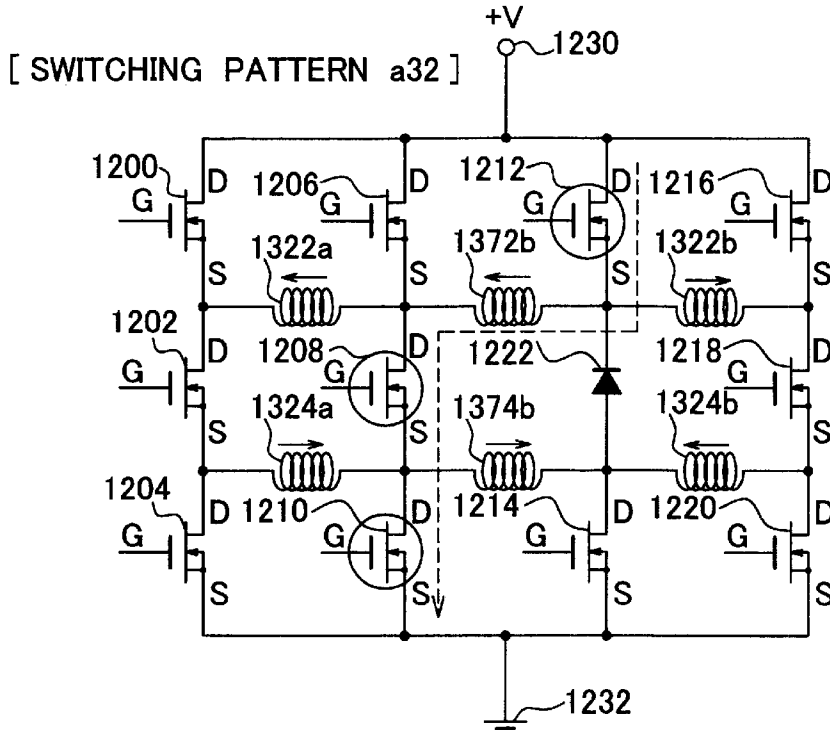 +V
1230
[ SWITCHING PATTERN a32 ]
1200 D 1206 D 1212 D 1216 D
G G G G
1322a S S 1372b S 1322b S
1202 D 1208 D 1222 1218 D
G G G
1324a S S 1374b 1324b S
1204 D 1210 D 1214 D 1220 D
G G G G
S S S S
1232